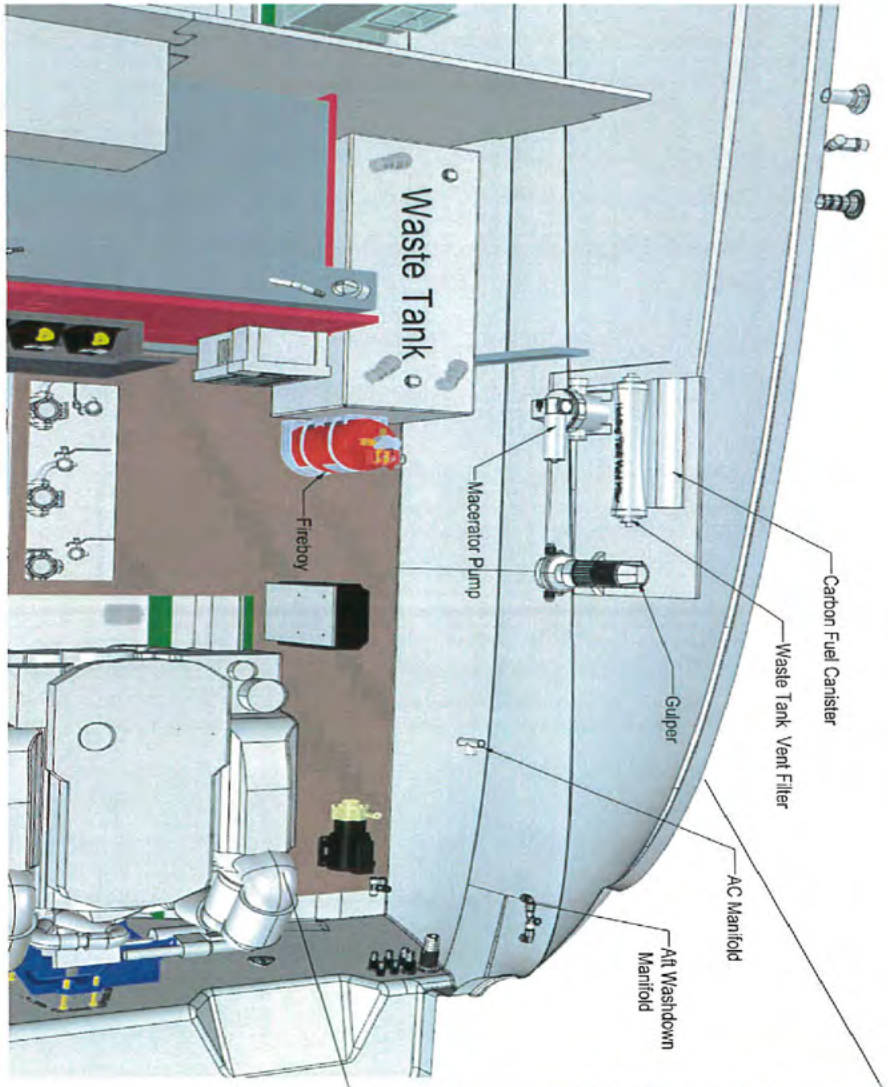 Waste Tank
Carbon Fuel Canister
Waste Tank Vent Filter
Gulper
Macerator Pump
Fireboy
AC Manifold
Aft Washdown
Manifold